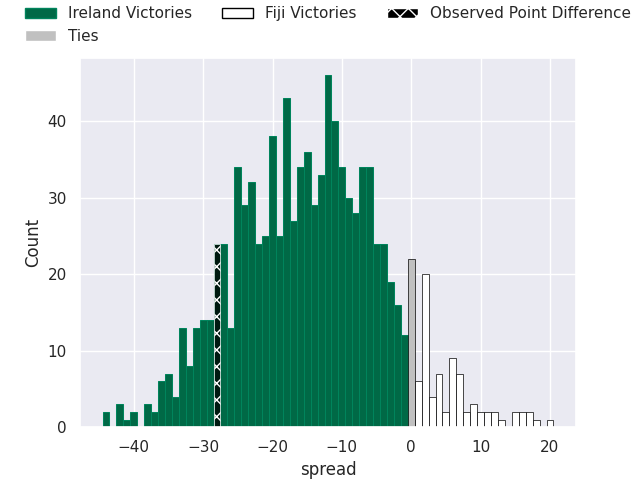 Ireland Victories
Fiji Victories
Observed Point Difference
Ties
Count
40
30
20
10
0
−40
−30
−20
−10
0
10
20
spread